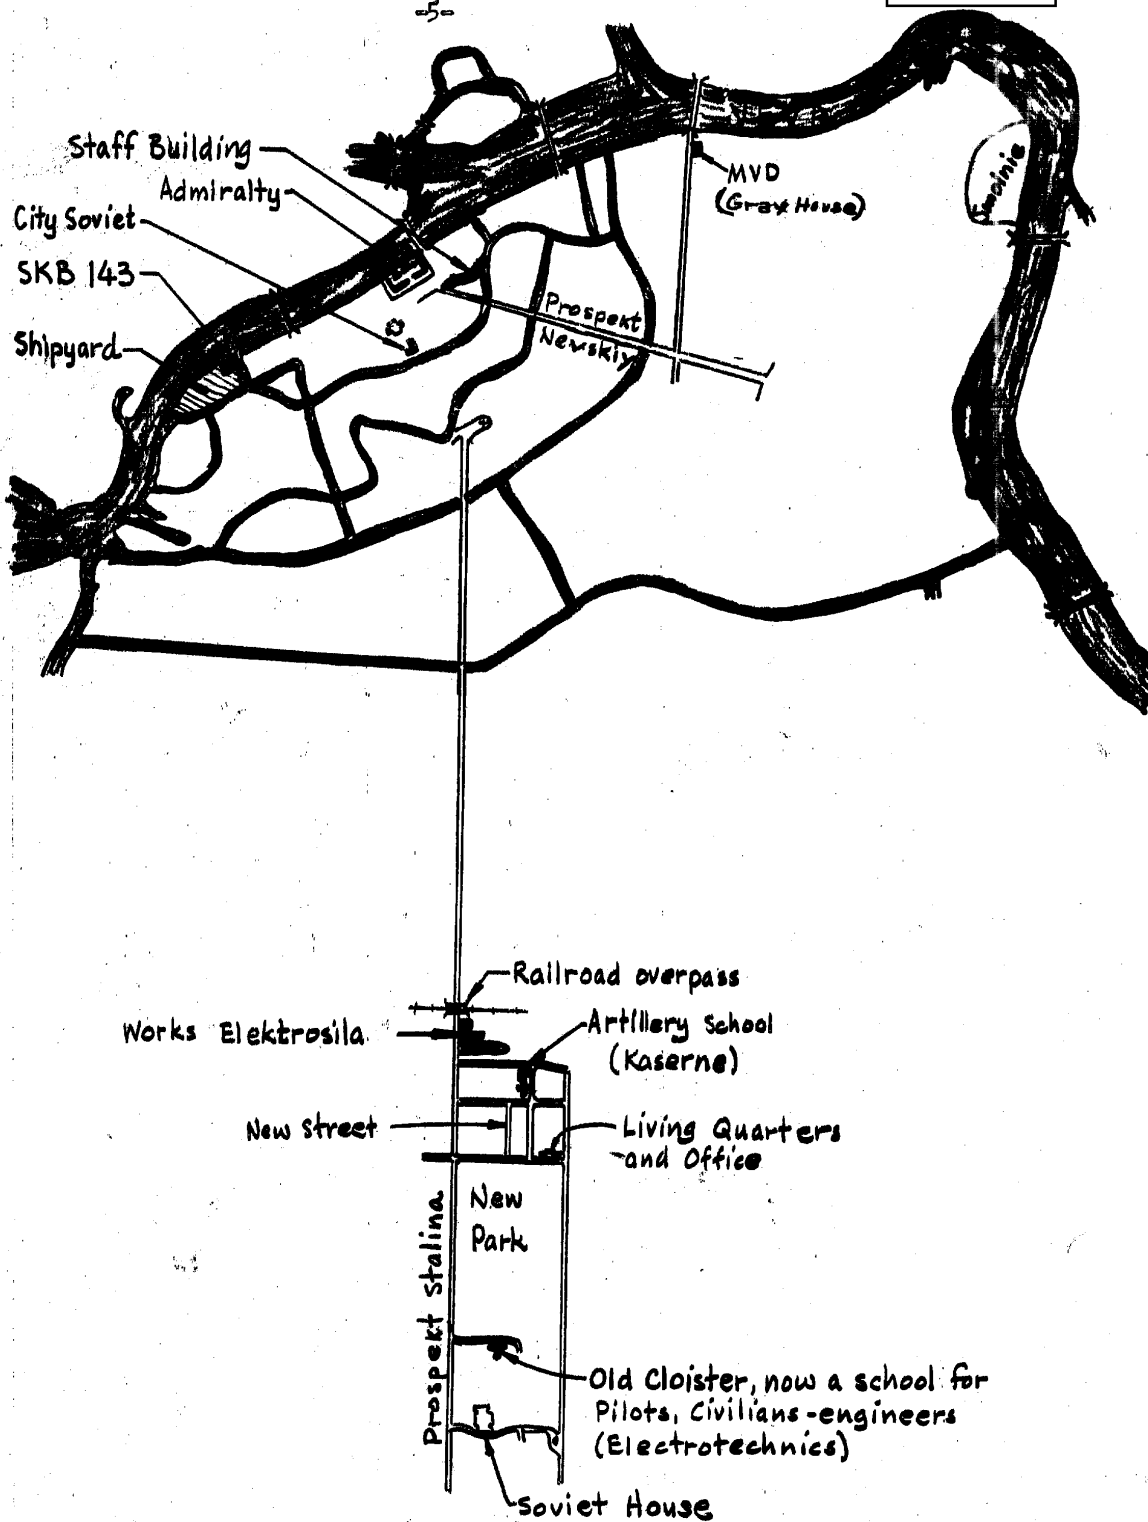 -5-
Staff Building
Admiralty
City Soviet
SKB 143
Shipyard
MVD
(Gray House)
Prospekt
Nevskiy
Railroad overpass
Works Elektrosila
Artillery School
(Kaserne)
New Street
Living Quarters
and Office
New
Park
Prospekt Stalina
Old Cloister, now a school for
Pilots, Civilians-engineers
(Electrotechnics)
Soviet House